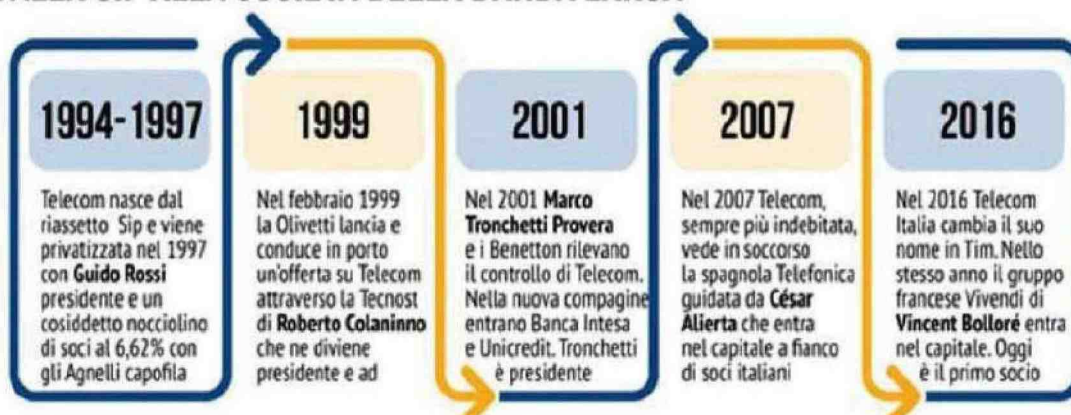 1994-1997
Telecom nasce dal
riassetto Sip e viene
privatizzata nel 1997
con Guido Rossi
presidente e un
cosiddetto nocciolino
di soci al 6,62% con
gli Agnelli capofila
1999
Nel febbraio 1999
la Olivetti lancia e
conduce in porto
un'offerta su Telecom
attraverso la Tecnost
di Roberto Colaninno
che ne diviene
presidente e ad
2001
Nel 2001 Marco
Tronchetti Provera
e i Benetton rilevano
il controllo di Telecom.
Nella nuova compagine
entrano Banca Intesa
e Unicredit. Tronchetti
è presidente
2007
Nel 2007 Telecom,
sempre più indebitata,
vede in soccorso
la spagnola Telefonica
guidata da César
Alierta che entra
nel capitale a fianco
di soci italiani
2016
Nel 2016 Telecom
Italia cambia il suo
nome in Tim. Nello
stesso anno il gruppo
francese Vivendi di
Vincent Bolloré entra
nel capitale. Oggi
è il primo socio